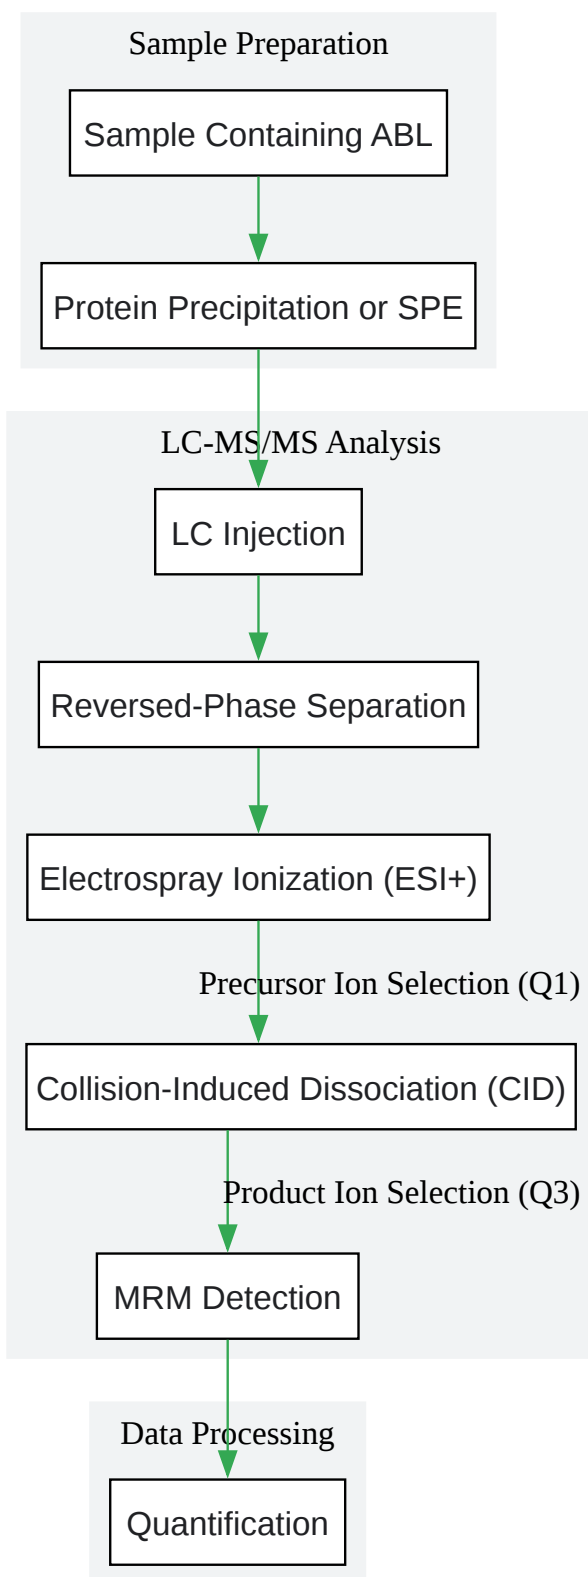 Sample Preparation
Sample Containing ABL
Protein Precipitation or SPE
LC-MS/MS Analysis
LC Injection
Reversed-Phase Separation
Electrospray Ionization (ESI+)
Precursor Ion Selection (Q1)
Collision-Induced Dissociation (CID)
Product Ion Selection (Q3)
MRM Detection
Data Processing
Quantification